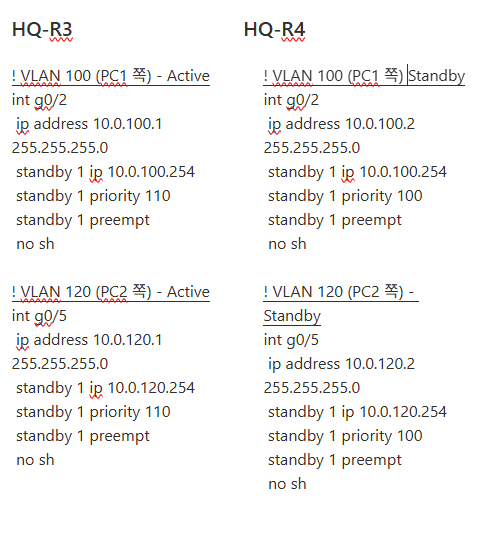 HQ-R3
! VLAN 100 (PC1 쪽) - Active
int g0/2
ip address 10.0.100.1
255.255.255.0
standby 1 ip 10.0.100.254
standby 1 priority 110
standby 1 preempt
no sh
! VLAN 120 (PC2 쪽) - Active
int g0/5
ip address 10.0.120.1
255.255.255.0
standby 1 ip 10.0.120.254
standby 1 priority 110
standby 1 preempt
no sh
HQ-R4
! VLAN 100 (PC1 쪽) Standby
int g0/2
ip address 10.0.100.2
255.255.255.0
standby 1 ip 10.0.100.254
standby 1 priority 100
standby 1 preempt
no sh
! VLAN 120 (PC2 쪽) -
Standby
int g0/5
ip address 10.0.120.2
255.255.255.0
standby 1 ip 10.0.120.254
standby 1 priority 100
standby 1 preempt
no sh